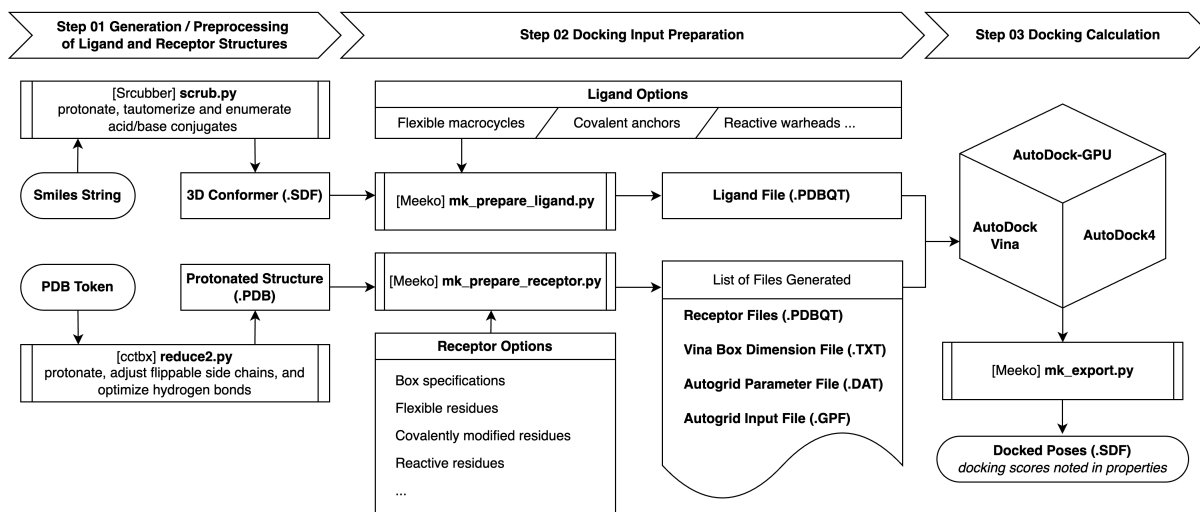 Step 01 Generation / Preprocessing
of Ligand and Receptor Structures
Step 02 Docking Input Preparation
Step 03 Docking Calculation
[Srcubber] scrub.py
protonate, tautomerize and enumerate
acid/base conjugates
Smiles String
3D Conformer (.SDF)
PDB Token
Protonated Structure
(.PDB)
[cctbx] reduce2.py
protonate, adjust flippable side chains, and
optimize hydrogen bonds
Ligand Options
Flexible macrocycles
Covalent anchors
Reactive warheads ...
[Meeko] mk_prepare_ligand.py
Ligand File (.PDBQT)
[Meeko] mk_prepare_receptor.py
Receptor Options
Box specifications
Flexible residues
Covalently modified residues
Reactive residues
...
List of Files Generated
Receptor Files (.PDBQT)
Vina Box Dimension File (.TXT)
Autogrid Parameter File (.DAT)
Autogrid Input File (.GPF)
AutoDock-GPU
AutoDock
Vina
AutoDock4
[Meeko] mk_export.py
Docked Poses (.SDF)
docking scores noted in properties